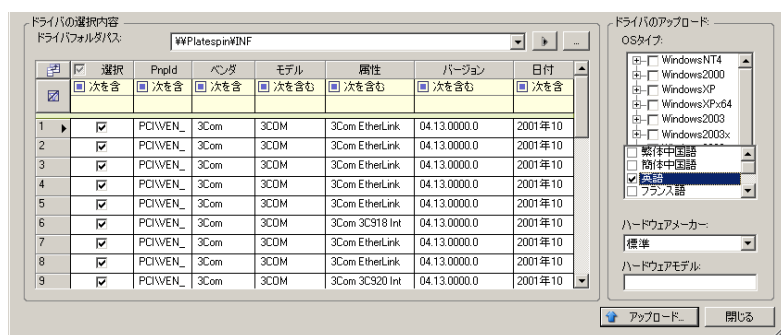 ドライバの選択内容
ドライバフォルダパス:
¥¥Platespin¥INF
...
選択 PnpId ベンダ モデル 属性 バージョン 日付
次を含 次を含 次を含 次を含む 次を含む 次を含む 次を含
1 PCI\VEN_ 3Com 3COM 3Com EtherLink 04.13.0000.0 2001年10
2 PCI\VEN_ 3Com 3COM 3Com EtherLink 04.13.0000.0 2001年10
3 PCI\VEN_ 3Com 3COM 3Com EtherLink 04.13.0000.0 2001年10
4 PCI\VEN_ 3Com 3COM 3Com EtherLink 04.13.0000.0 2001年10
5 PCI\VEN_ 3Com 3COM 3Com EtherLink 04.13.0000.0 2001年10
6 PCI\VEN_ 3Com 3COM 3Com 3C918 Int 04.13.0000.0 2001年10
7 PCI\VEN_ 3Com 3COM 3Com EtherLink 04.13.0000.0 2001年10
8 PCI\VEN_ 3Com 3COM 3Com EtherLink 04.13.0000.0 2001年10
9 PCI\VEN_ 3Com 3COM 3Com 3C920 Int 04.13.0000.0 2001年10
ドライバのアップロード:
OSタイプ:
WindowsNT4
Windows2000
WindowsXP
WindowsXPx64
Windows2003
Windows2003x
繁体中国語
簡体中国語
英語
フランス語
ハードウェアメーカー:
標準
ハードウェアモデル:
アップロード...
閉じる